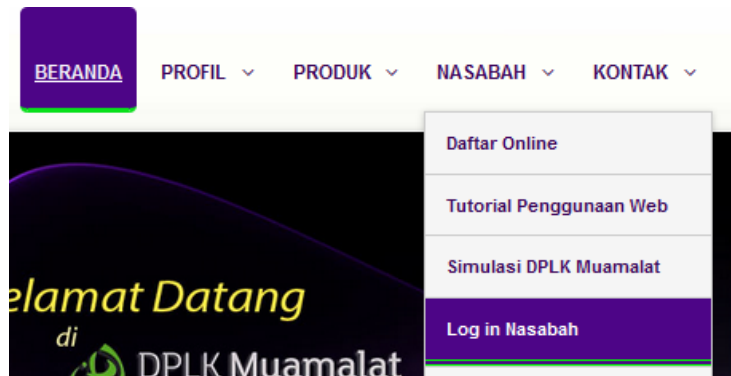 BERANDA PROFIL PRODUK NASABAH KONTAK
Daftar Online
Tutorial Penggunaan Web
Simulasi DPLK Muamalat
Log in Nasabah
elamat Datang
di
DPLK Muamalat